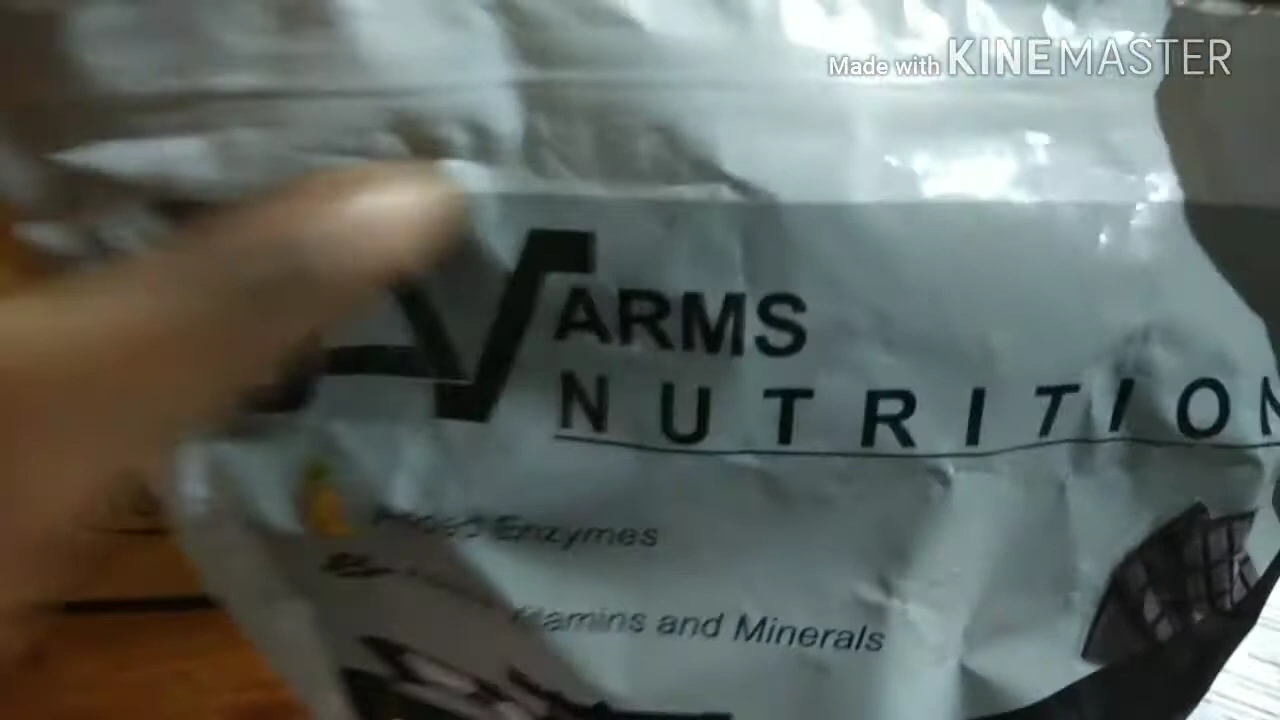 Made with KINEMASTER
ARMS
NUTRITION
Enzymes
Vitamins and Minerals